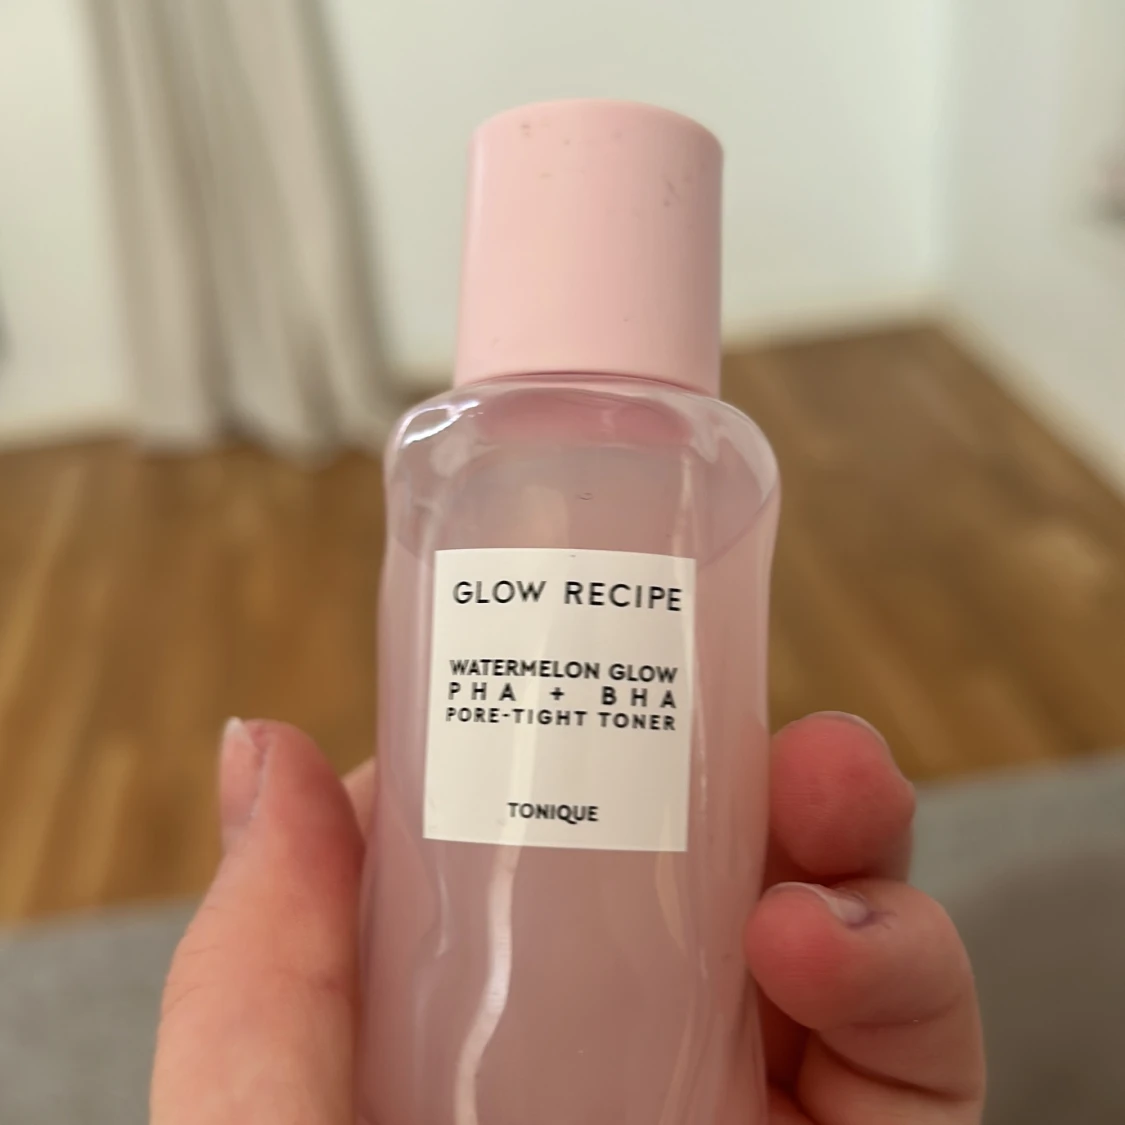 GLOW RECIPE
WATERMELON GLOW
PHA + BHA
PORE-TIGHT TONER
TONIQUE